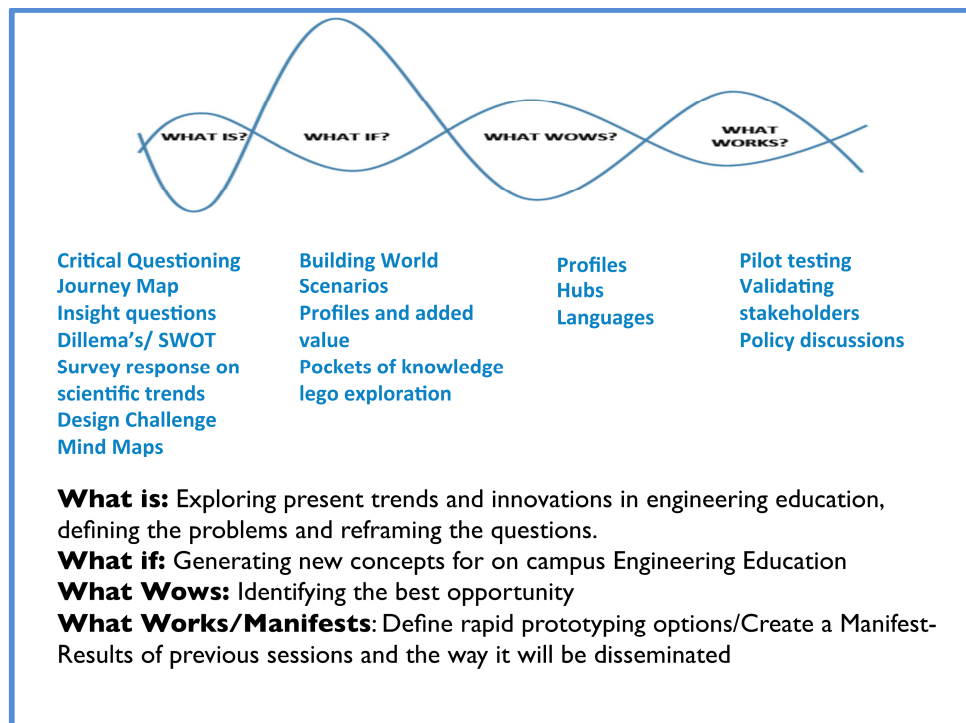 WHAT IS?
WHAT IF?
WHAT WOWS?
WHAT
WORKS?
Critical Questioning
Journey Map
Insight questions
Dillema's/ SWOT
Survey response on
scientific trends
Design Challenge
Mind Maps
Building World
Scenarios
Profiles and added
value
Pockets of knowledge
lego exploration
Profiles
Hubs
Languages
Pilot testing
Validating
stakeholders
Policy discussions
What is: Exploring present trends and innovations in engineering education,
defining the problems and reframing the questions.
What if: Generating new concepts for on campus Engineering Education
What Wows: Identifying the best opportunity
What Works/Manifests: Define rapid prototyping options/Create a Manifest-
Results of previous sessions and the way it will be disseminated